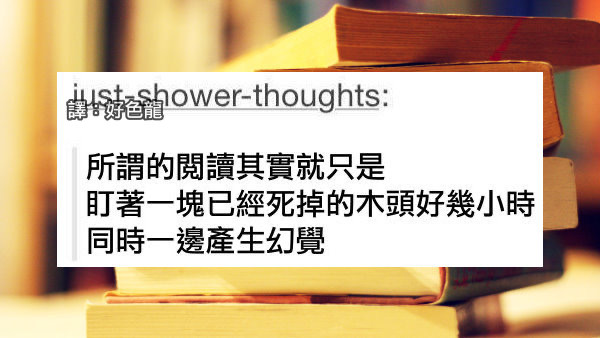 just-shower-thoughts:
譯：好色龍
所謂的閱讀其實就只是
盯著一塊已經死掉的木頭好幾小時
同時一邊產生幻覺